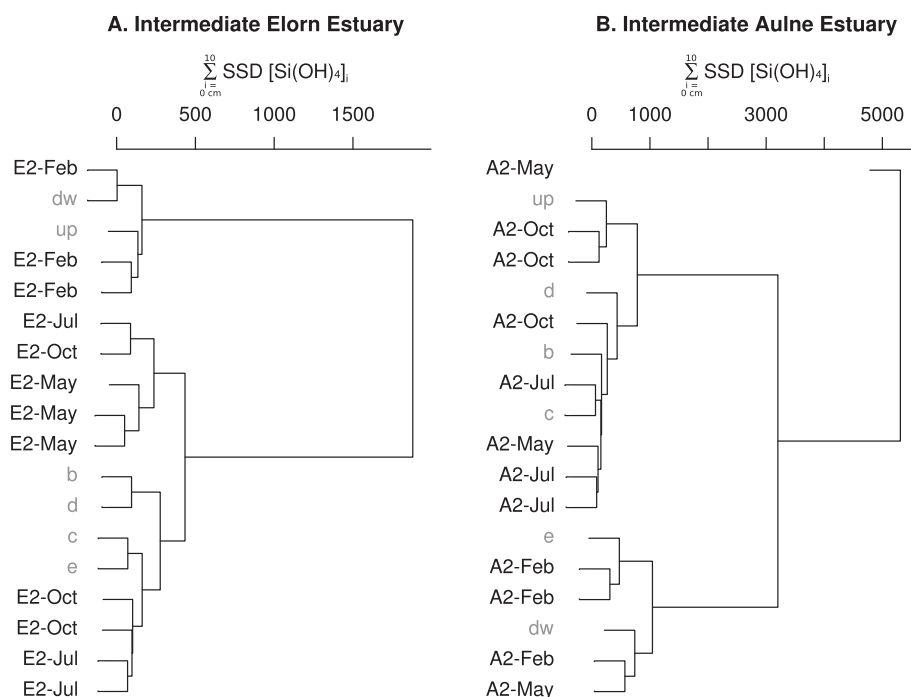 A. Intermediate Elorn Estuary
10
∑ SSD [Si(OH)₄]ᵢ
i =
0 cm
0 500 1000 1500
E2-Feb
dw
up
E2-Feb
E2-Feb
E2-Jul
E2-Oct
E2-May
E2-May
E2-May
b
d
c
e
E2-Oct
E2-Oct
E2-Jul
E2-Jul
B. Intermediate Aulne Estuary
10
∑ SSD [Si(OH)₄]ᵢ
i =
0 cm
0 1000 3000 5000
A2-May
up
A2-Oct
A2-Oct
d
A2-Oct
b
A2-Jul
c
A2-May
A2-Jul
A2-Jul
e
A2-Feb
A2-Feb
dw
A2-Feb
A2-May